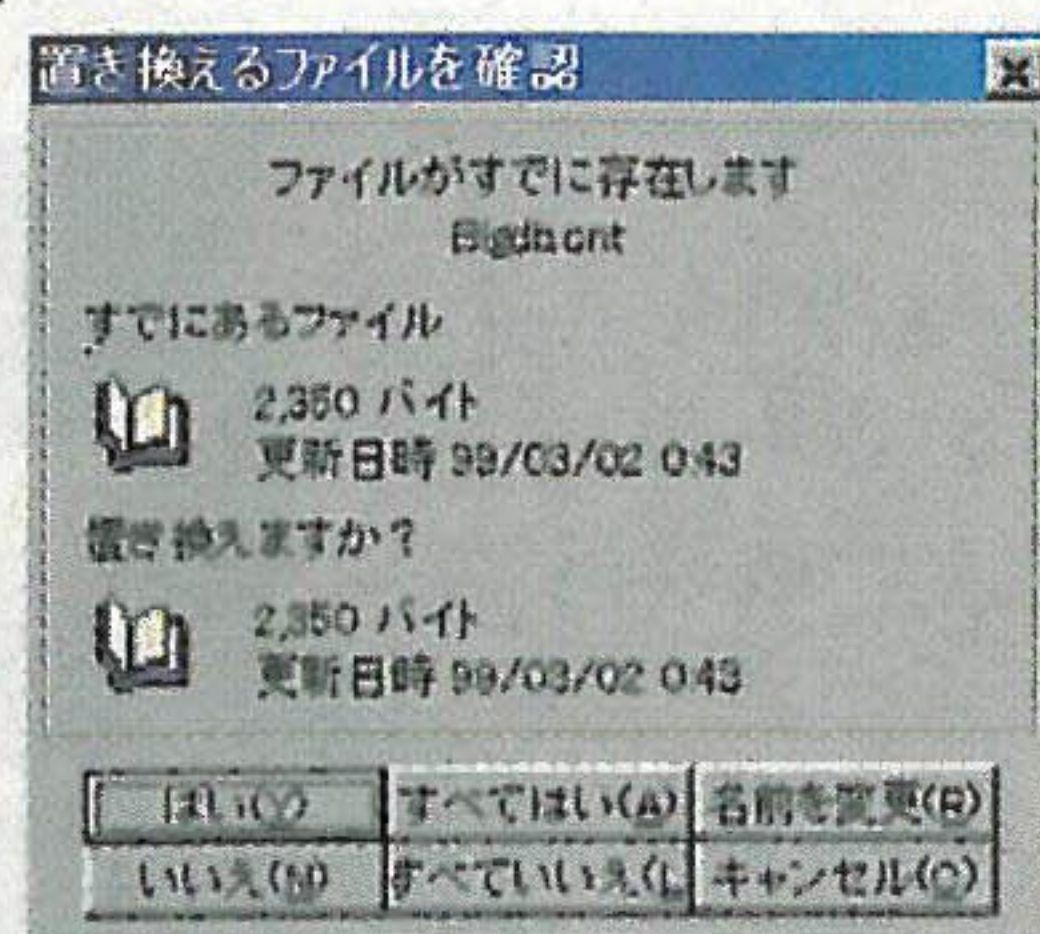 置き換えるファイルを確認
ファイルがすでに存在します
すでにあるファイル
2,350 バイト
更新日時 99/03/02 0:43
置き換えますか?
2,350 バイト
更新日時 99/03/02 0:43
はい(Y) すべてはい(A) 名前を変更(R)
いいえ(N) すべていいえ(L キャンセル(C)